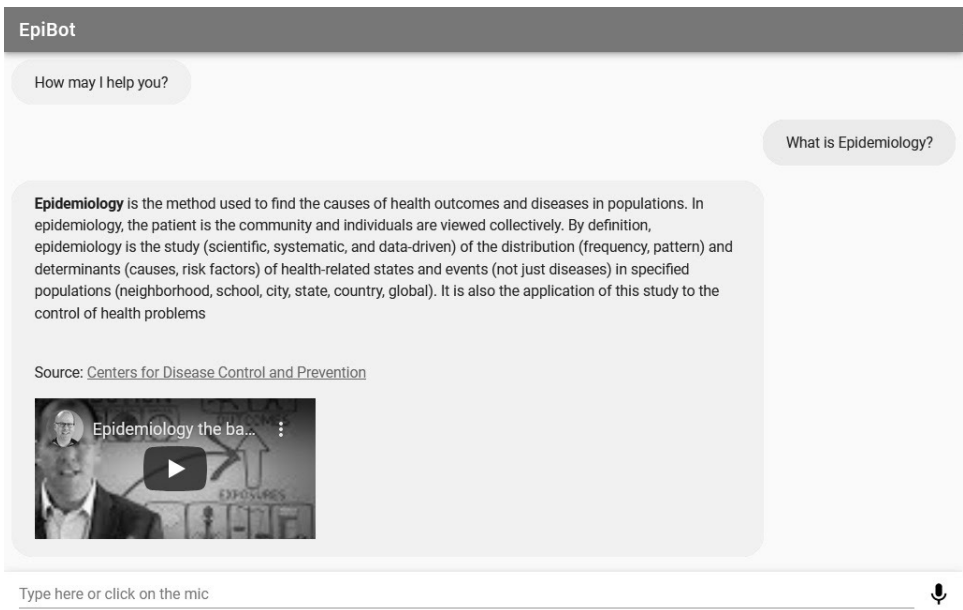 EpiBot
How may I help you?
What is Epidemiology?
Epidemiology is the method used to find the causes of health outcomes and diseases in populations. In
epidemiology, the patient is the community and individuals are viewed collectively. By definition,
epidemiology is the study (scientific, systematic, and data-driven) of the distribution (frequency, pattern) and
determinants (causes, risk factors) of health-related states and events (not just diseases) in specified
populations (neighborhood, school, city, state, country, global). It is also the application of this study to the
control of health problems
Source: Centers for Disease Control and Prevention
OUTCOMES
Epidemiology the ba...
EXPOSURES
Type here or click on the mic